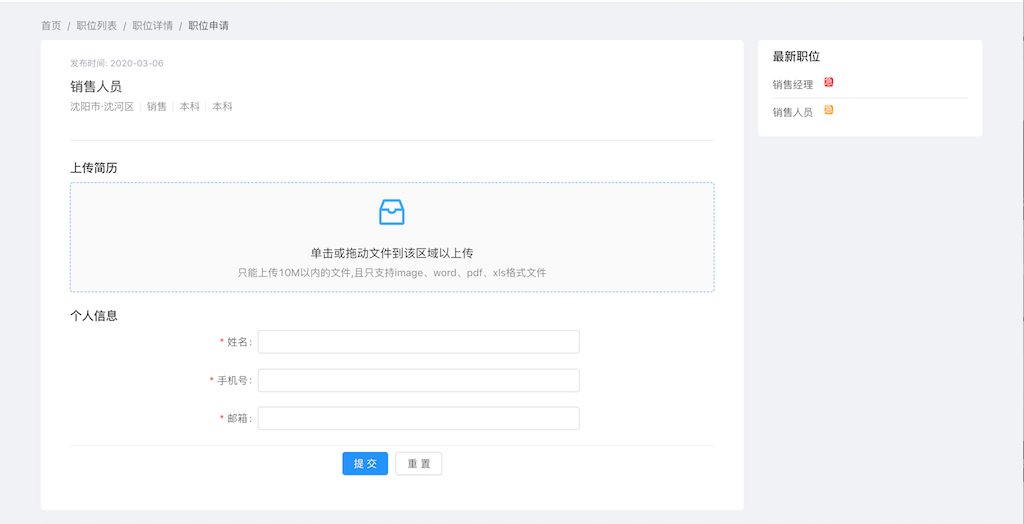 首页 / 职位列表 / 职位详情 / 职位申请
发布时间: 2020-03-06
销售人员
沈阳市·沈河区 | 销售 | 本科 | 本科
上传简历
单击或拖动文件到该区域以上传
只能上传10M以内的文件,且只支持image、word、pdf、xls格式文件
个人信息
* 姓名:
* 手机号:
* 邮箱:
提 交 重 置
最新职位
销售经理 急
销售人员